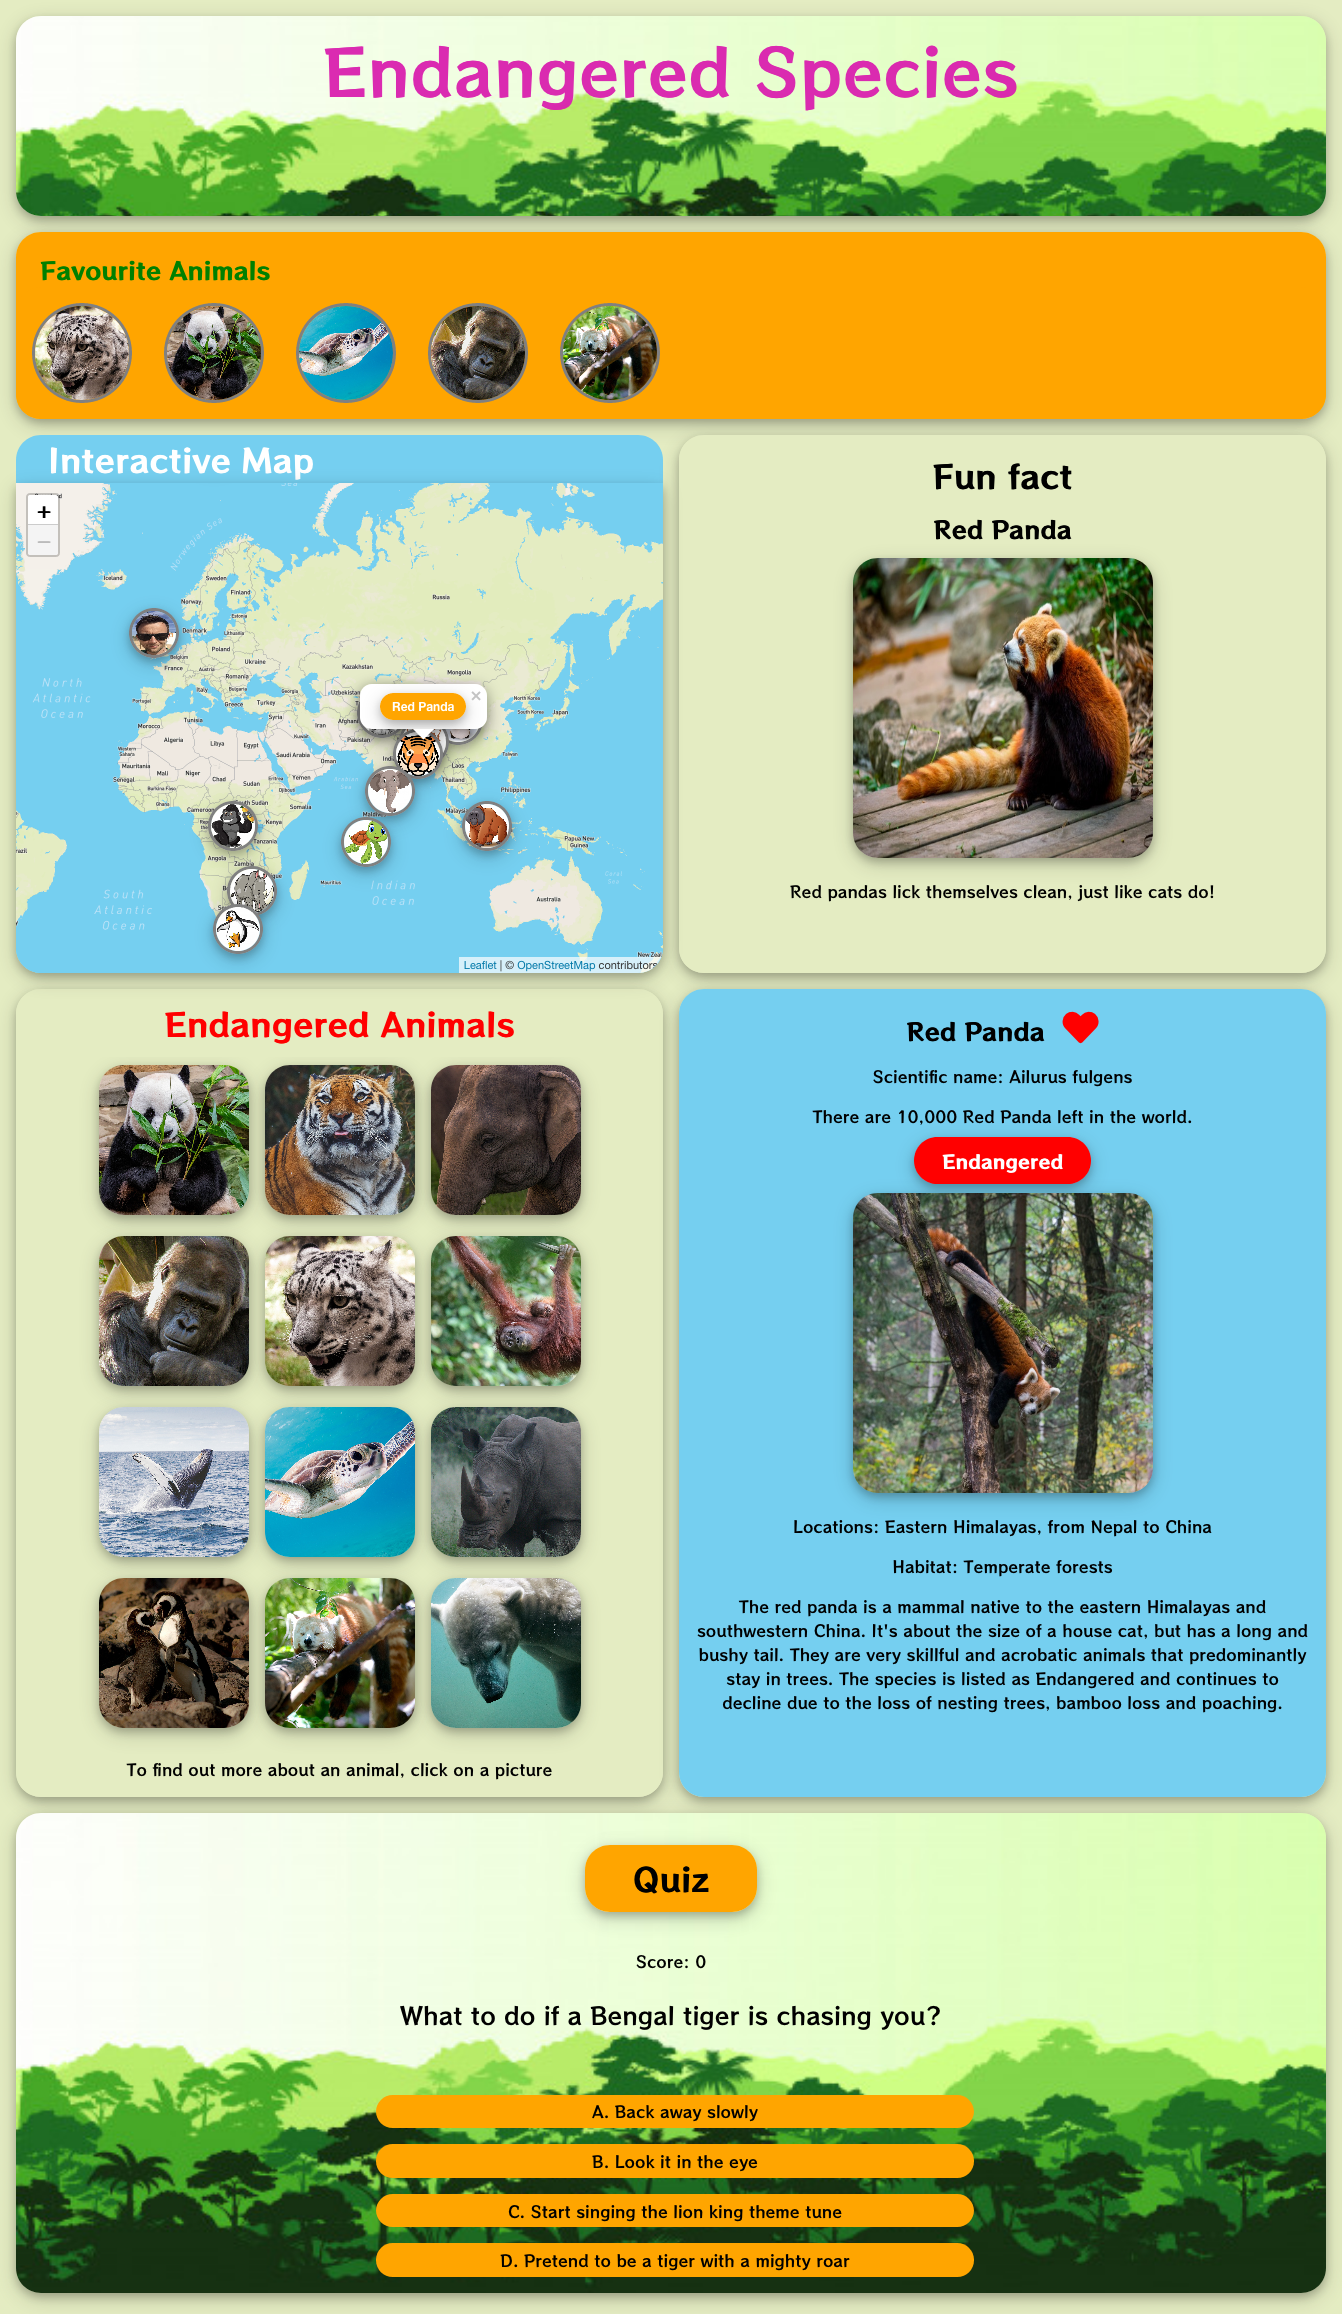 Endangered Species
Favourite Animals
Interactive Map
+
−
Norwegian Sea
Iceland
Sweden
Finland
Norway
Russia
Estonia
Denmark
Lithuania
Poland
Belgium
France
Austria
Ukraine
Romania
Kazakhstan
Mongolia
Italy
Bulgaria
Georgia
Uzbekistan
North Korea
Portugal
Greece
Turkey
South Korea
Japan
North
Atlantic
Ocean
Red Panda
×
Morocco
Tunisia
Syria
Iran
Afghani
Algeria
Libya
Egypt
Kuwait
Pakistan
Western
Sahara
Saudi Arabia
Oman
Taiwan
Mauritania
Laos
Senegal
Mali
Niger
Chad
Sudan
Eritrea
Yemen
Arabian
Sea
Thailand
Burkina Faso
Djibouti
Philippines
Ghana
Somalia
Cameroon
South Sudan
Maldives
Malaysia
Kenya
Tanzania
Papua New
Guinea
Angola
Zambia
Mauritius
Indian
Ocean
Coral
Sea
South
Atlantic
Ocean
Australia
Leaflet | © OpenStreetMap contributors
Fun fact
Red Panda
Red pandas lick themselves clean, just like cats do!
Endangered Animals
To find out more about an animal, click on a picture
Red Panda
Scientific name: Ailurus fulgens
There are 10,000 Red Panda left in the world.
Endangered
Locations: Eastern Himalayas, from Nepal to China
Habitat: Temperate forests
The red panda is a mammal native to the eastern Himalayas and
southwestern China. It's about the size of a house cat, but has a long and
bushy tail. They are very skillful and acrobatic animals that predominantly
stay in trees. The species is listed as Endangered and continues to
decline due to the loss of nesting trees, bamboo loss and poaching.
Quiz
Score: 0
What to do if a Bengal tiger is chasing you?
A. Back away slowly
B. Look it in the eye
C. Start singing the lion king theme tune
D. Pretend to be a tiger with a mighty roar